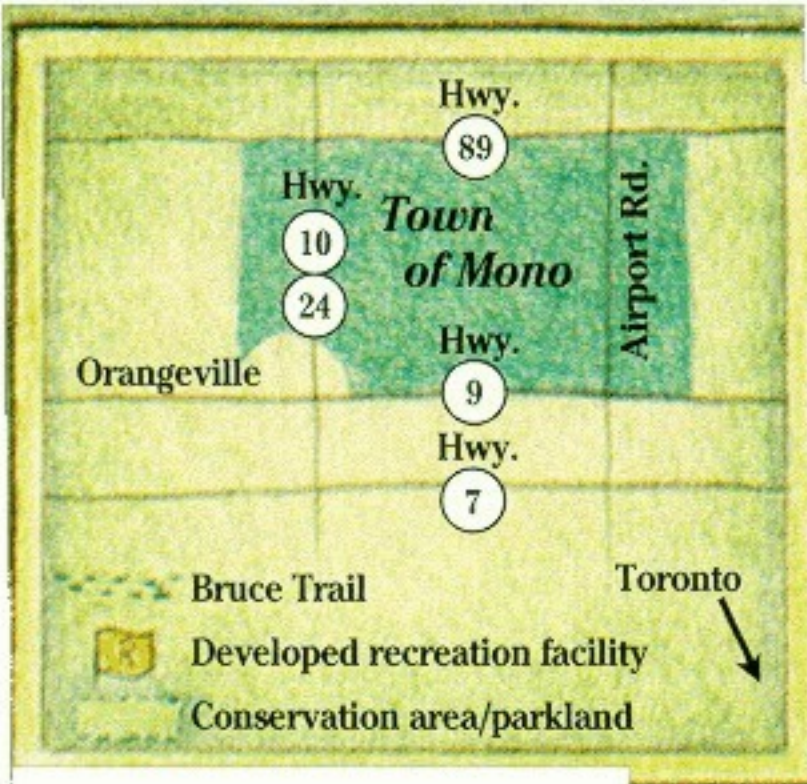 Hwy.
89
Hwy.
10
24
Town
of Mono
Airport Rd.
Hwy.
9
Orangeville
Hwy.
7
Bruce Trail
Toronto
Developed recreation facility
Conservation area/parkland